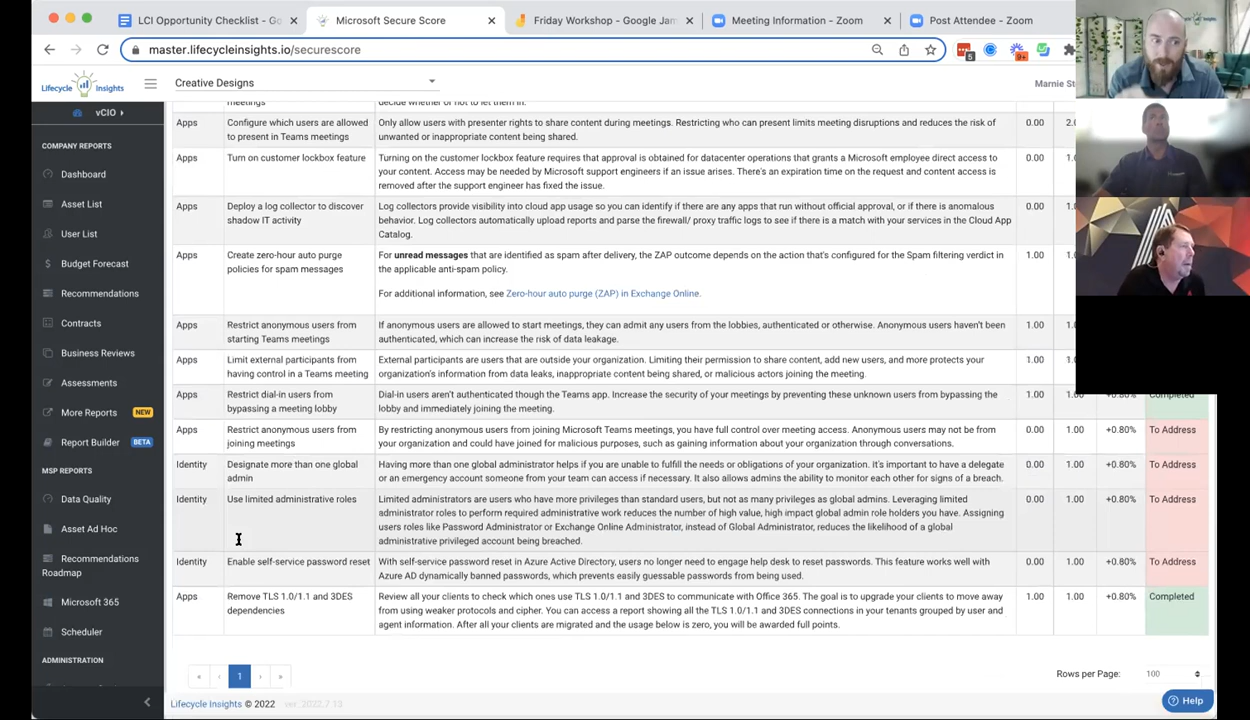 LCI Opportunity Checklist - Go
Microsoft Secure Score
Friday Workshop - Google Jam
Meeting Information - Zoom
Post Attendee - Zoom
master.lifecycleinsights.io/securescore
5
9+
Lifecycle Insights
Creative Designs
Marnie St
vCIO
COMPANY REPORTS
Dashboard
Asset List
User List
Budget Forecast
Recommendations
Contracts
Business Reviews
Assessments
More Reports NEW
Report Builder BETA
MSP REPORTS
Data Quality
Asset Ad Hoc
Recommendations
Roadmap
Microsoft 365
Scheduler
ADMINISTRATION
meetings decide whether or not to let them in.
Apps Configure which users are allowed Only allow users with presenter rights to share content during meetings. Restricting who can present limits meeting disruptions and reduces the risk of 0.00 2.
to present in Teams meetings unwanted or inappropriate content being shared.
Apps Turn on customer lockbox feature Turning on the customer lockbox feature requires that approval is obtained for datacenter operations that grants a Microsoft employee direct access to 0.00 1.
your content. Access may be needed by Microsoft support engineers if an issue arises. There's an expiration time on the request and content access is
removed after the support engineer has fixed the issue.
Apps Deploy a log collector to discover Log collectors provide visibility into cloud app usage so you can identify if there are any apps that run without official approval, or if there is anomalous 0.00 1.
shadow IT activity behavior. Log collectors automatically upload reports and parse the firewall/ proxy traffic logs to see if there is a match with your services in the Cloud App
Catalog.
Apps Create zero-hour auto purge For unread messages that are identified as spam after delivery, the ZAP outcome depends on the action that's configured for the Spam filtering verdict in 1.00 1.
policies for spam messages the applicable anti-spam policy.
For additional information, see Zero-hour auto purge (ZAP) in Exchange Online.
Apps Restrict anonymous users from If anonymous users are allowed to start meetings, they can admit any users from the lobbies, authenticated or otherwise. Anonymous users haven't been 1.00 1.
starting Teams meetings authenticated, which can increase the risk of data leakage.
Apps Limit external participants from External participants are users that are outside your organization. Limiting their permission to share content, add new users, and more protects your 1.00 1.
having control in a Teams meeting organization's information from data leaks, inappropriate content being shared, or malicious actors joining the meeting.
Apps Restrict dial-in users from Dial-in users aren't authenticated though the Teams app. Increase the security of your meetings by preventing these unknown users from bypassing the 1.00 1.00 +0.80% Completed
bypassing a meeting lobby lobby and immediately joining the meeting.
Apps Restrict anonymous users from By restricting anonymous users from joining Microsoft Teams meetings, you have full control over meeting access. Anonymous users may not be from 0.00 1.00 +0.80% To Address
joining meetings your organization and could have joined for malicious purposes, such as gaining information about your organization through conversations.
Identity Designate more than one global Having more than one global administrator helps if you are unable to fulfill the needs or obligations of your organization. It's important to have a delegate 0.00 1.00 +0.80% To Address
admin or an emergency account someone from your team can access if necessary. It also allows admins the ability to monitor each other for signs of a breach.
Identity Use limited administrative roles Limited administrators are users who have more privileges than standard users, but not as many privileges as global admins. Leveraging limited 0.00 1.00 +0.80% To Address
administrator roles to perform required administrative work reduces the number of high value, high impact global admin role holders you have. Assigning
users roles like Password Administrator or Exchange Online Administrator, instead of Global Administrator, reduces the likelihood of a global
administrative privileged account being breached.
Identity Enable self-service password reset With self-service password reset in Azure Active Directory, users no longer need to engage help desk to reset passwords. This feature works well with 0.00 1.00 +0.80% To Address
Azure AD dynamically banned passwords, which prevents easily guessable passwords from being used.
Apps Remove TLS 1.0/1.1 and 3DES Review all your clients to check which ones use TLS 1.0/1.1 and 3DES to communicate with Office 365. The goal is to upgrade your clients to move away 1.00 1.00 +0.80% Completed
dependencies from using weaker protocols and cipher. You can access a report showing all the TLS 1.0/1.1 and 3DES connections in your tenants grouped by user and
agent information. After all your clients are migrated and the usage below is zero, you will be awarded full points.
« ‹ 1 › »
Rows per Page: 100
Lifecycle Insights © 2022 ver. 2022.7.13
Help